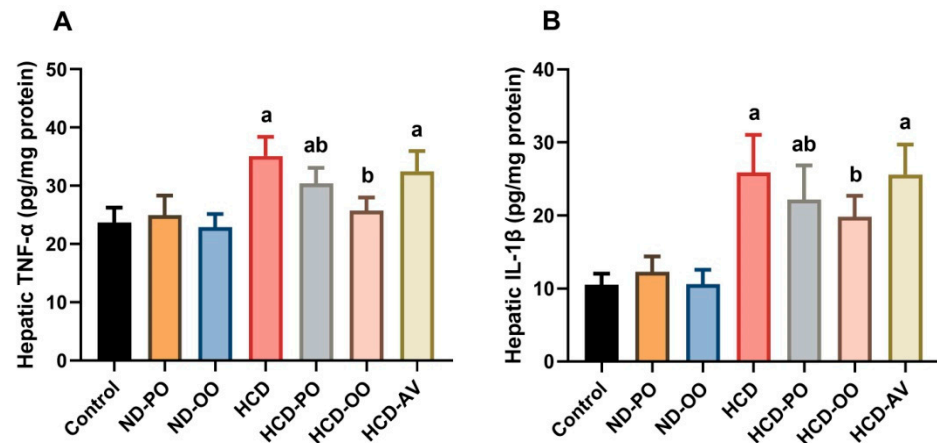 A
Hepatic TNF-α (pg/mg protein)
50
40
30
20
10
0
a
ab
b
a
Control
ND-PO
ND-OO
HCD
HCD-PO
HCD-OO
HCD-AV
B
Hepatic IL-1β (pg/mg protein)
40
30
20
10
0
a
ab
b
a
Control
ND-PO
ND-OO
HCD
HCD-PO
HCD-OO
HCD-AV